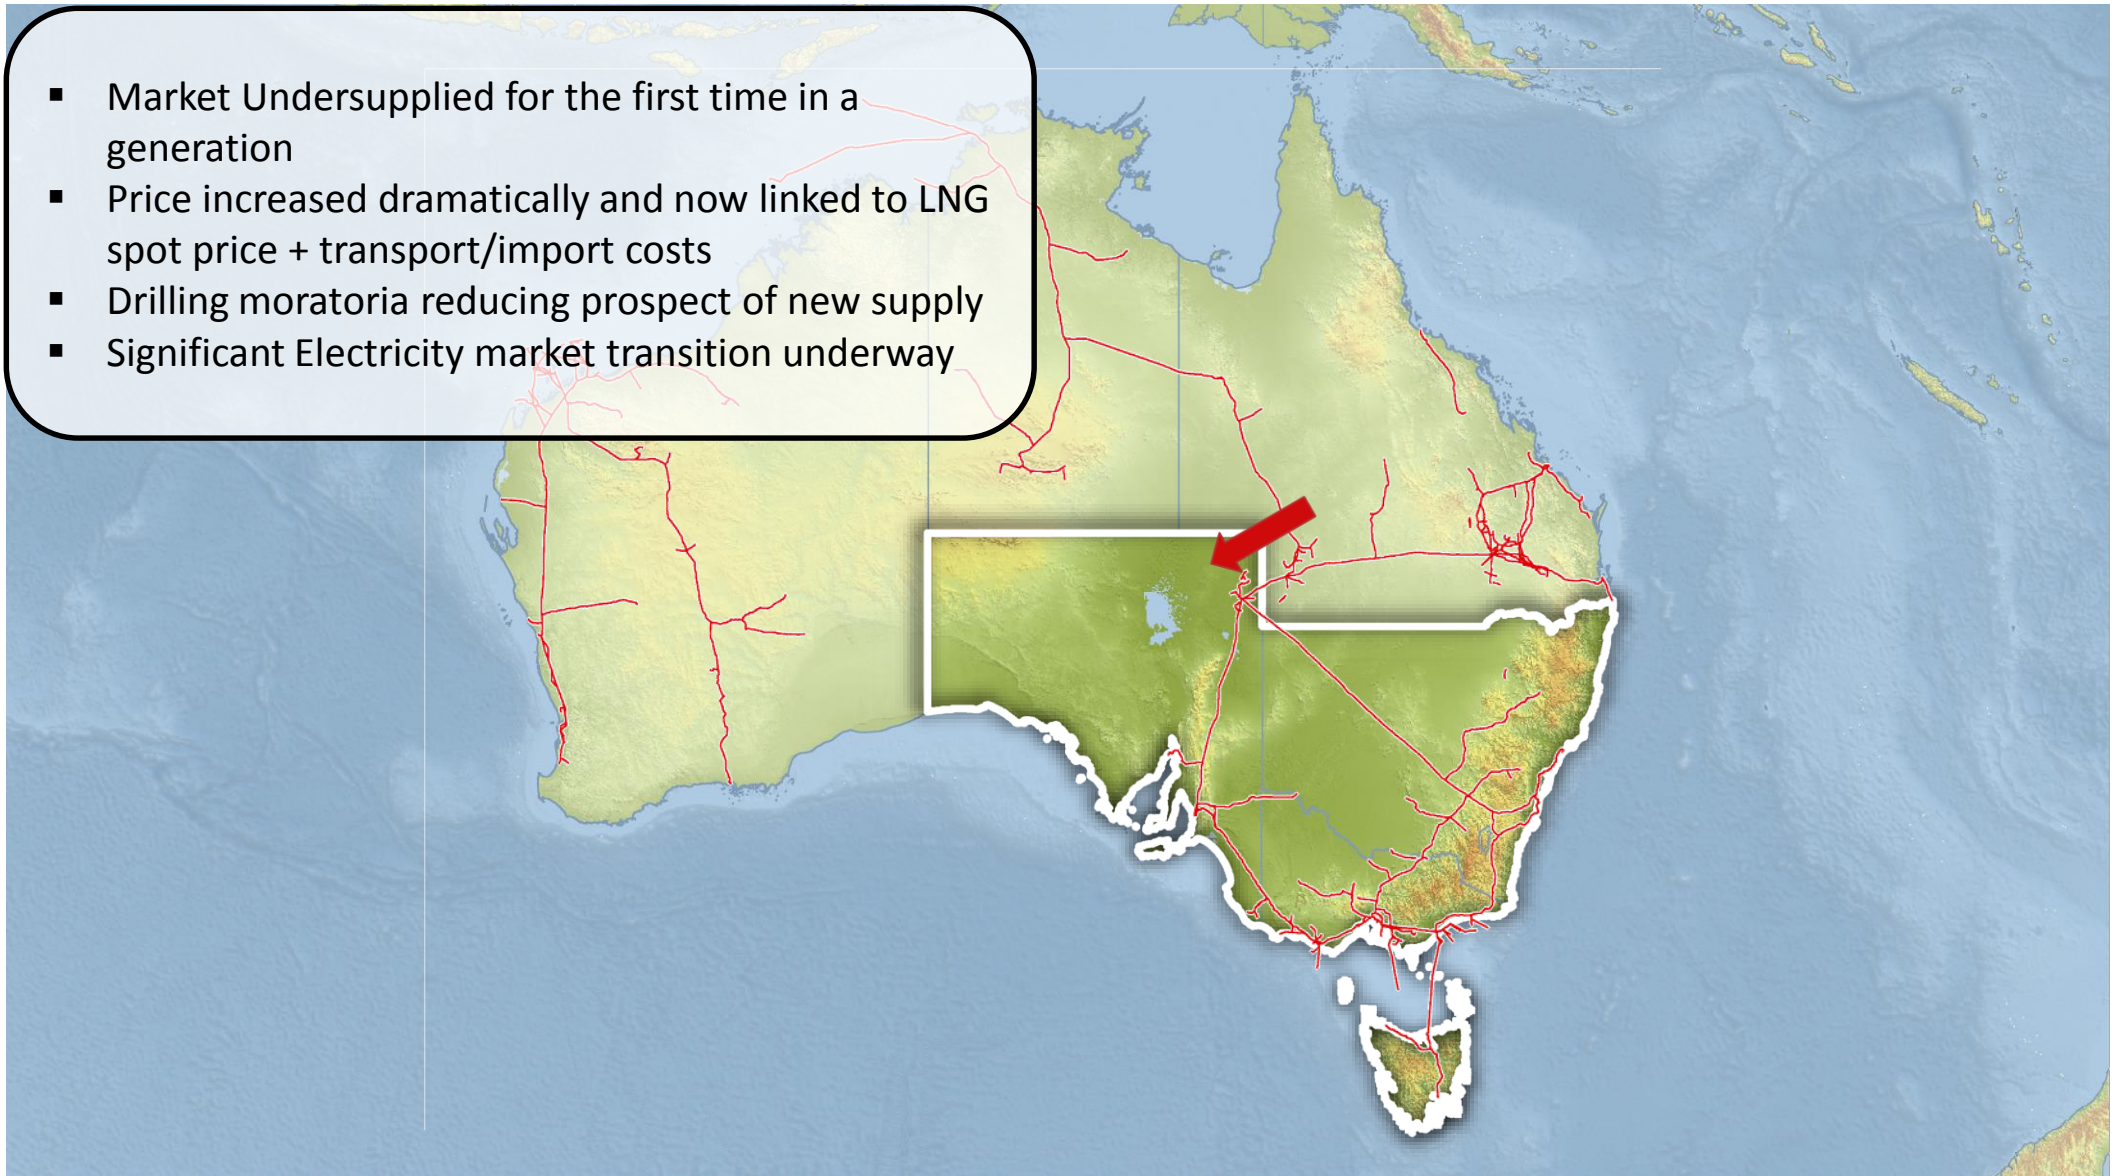 ▪ Market Undersupplied for the first time in a
generation
▪ Price increased dramatically and now linked to LNG
spot price + transport/import costs
▪ Drilling moratoria reducing prospect of new supply
▪ Significant Electricity market transition underway